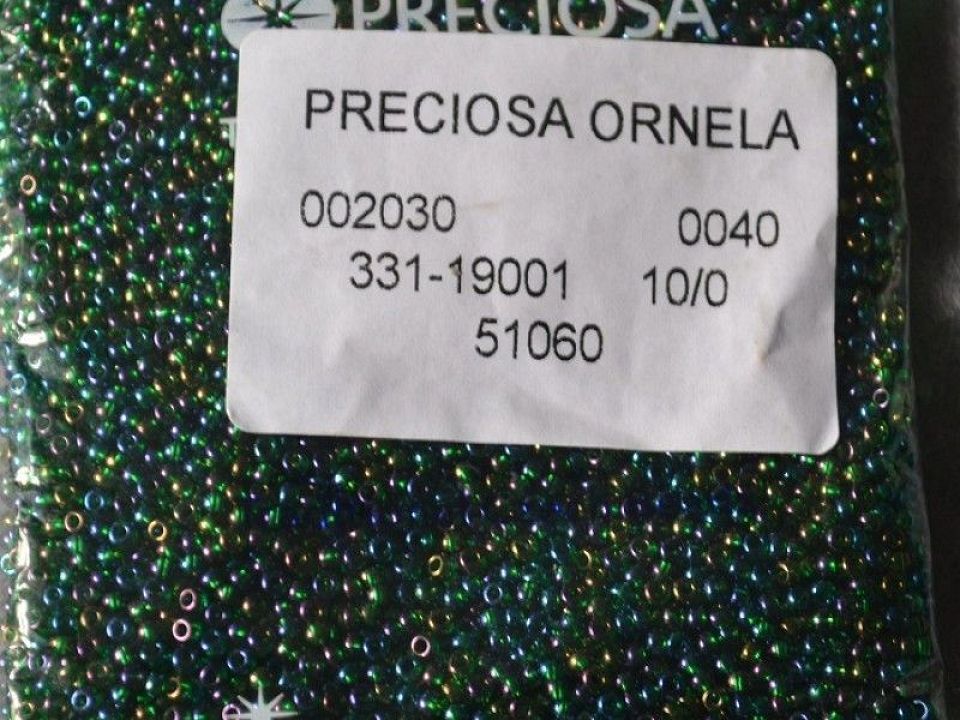 PRECIOSA
PRECIOSA ORNELA
002030 0040
331-19001 10/0
51060